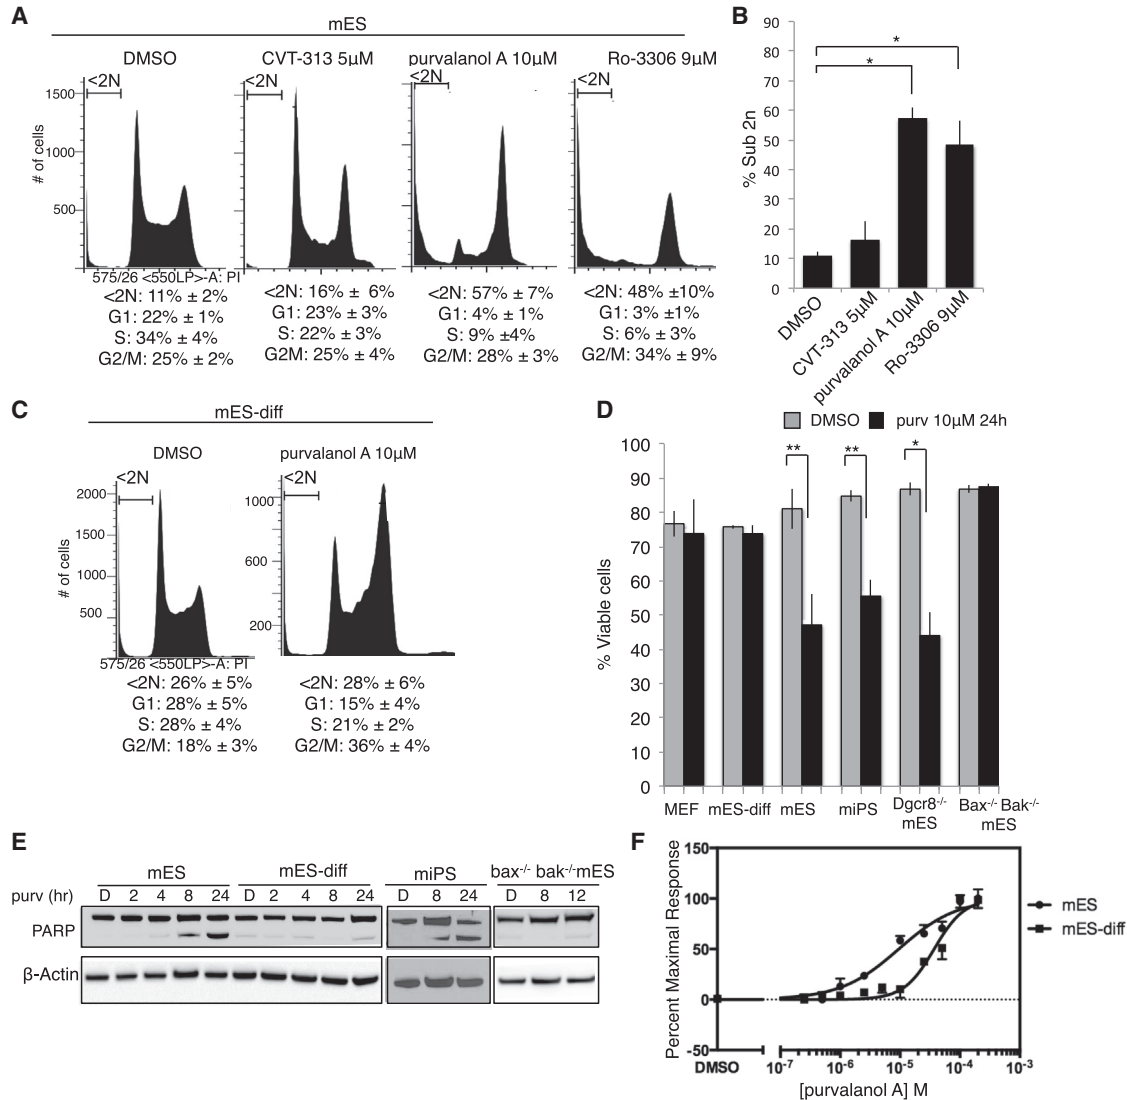 A
mES
DMSO
CVT-313 5µM
purvalanol A 10µM
Ro-3306 9µM
<2N
<2N
<2N
<2N
# of cells
1500
1000
500
575/26 <550LP>-A: PI
<2N: 11% ± 2%
G1: 22% ± 1%
S: 34% ± 4%
G2/M: 25% ± 2%
<2N: 16% ± 6%
G1: 23% ± 3%
S: 22% ± 3%
G2M: 25% ± 4%
<2N: 57% ± 7%
G1: 4% ± 1%
S: 9% ±4%
G2/M: 28% ± 3%
<2N: 48% ±10%
G1: 3% ±1%
S: 6% ± 3%
G2/M: 34% ± 9%
B
% Sub 2n
90
80
70
60
50
40
30
20
10
0
*
*
DMSO
CVT-313 5µM
purvalanol A 10µM
Ro-3306 9µM
C
mES-diff
DMSO
purvalanol A 10µM
<2N
<2N
# of cells
2000
1500
1000
500
1000
600
200
575/26 <550LP>-A: PI
<2N: 26% ± 5%
G1: 28% ± 5%
S: 28% ± 4%
G2/M: 18% ± 3%
<2N: 28% ± 6%
G1: 15% ± 4%
S: 21% ± 2%
G2/M: 36% ± 4%
D
DMSO
purv 10µM 24h
% Viable cells
100
90
80
70
60
50
40
30
20
10
0
**
**
*
MEF
mES-diff
mES
miPS
Dgcr8-/-
mES
Bax-/- Bak-/-
mES
E
mES
mES-diff
miPS
bax-/- bak-/-mES
purv (hr)
D 2 4 8 24
D 2 4 8 24
D 8 24
D 8 12
PARP
β-Actin
F
Percent Maximal Response
150
100
50
0
-50
DMSO
10-7
10-6
10-5
10-4
10-3
[purvalanol A] M
mES
mES-diff